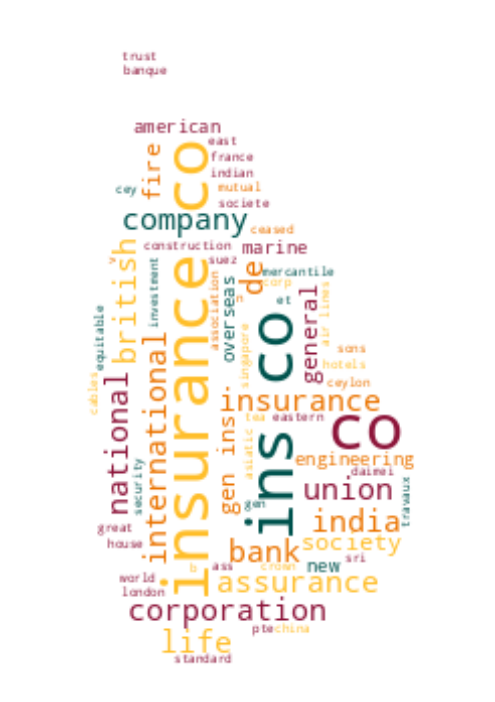 trust
banque
american
east
fire
co
france
indian
cey
mutual
societe
company
ceased
construction
marine
british
v
suez
de
mercantile
corp
investment
insurance
association
overseas
n
et
general
air lines
equitable
ins co
singapore
sons
hotels
international
ceylon
cables
national
insurance
tea
eastern
co
gen ins
asiatic
engineering
daimei
security
union
travaux
gen
great
india
house
society
bank
sri
b
ass
crown
new
world
assurance
london
corporation
pte
china
life
standard